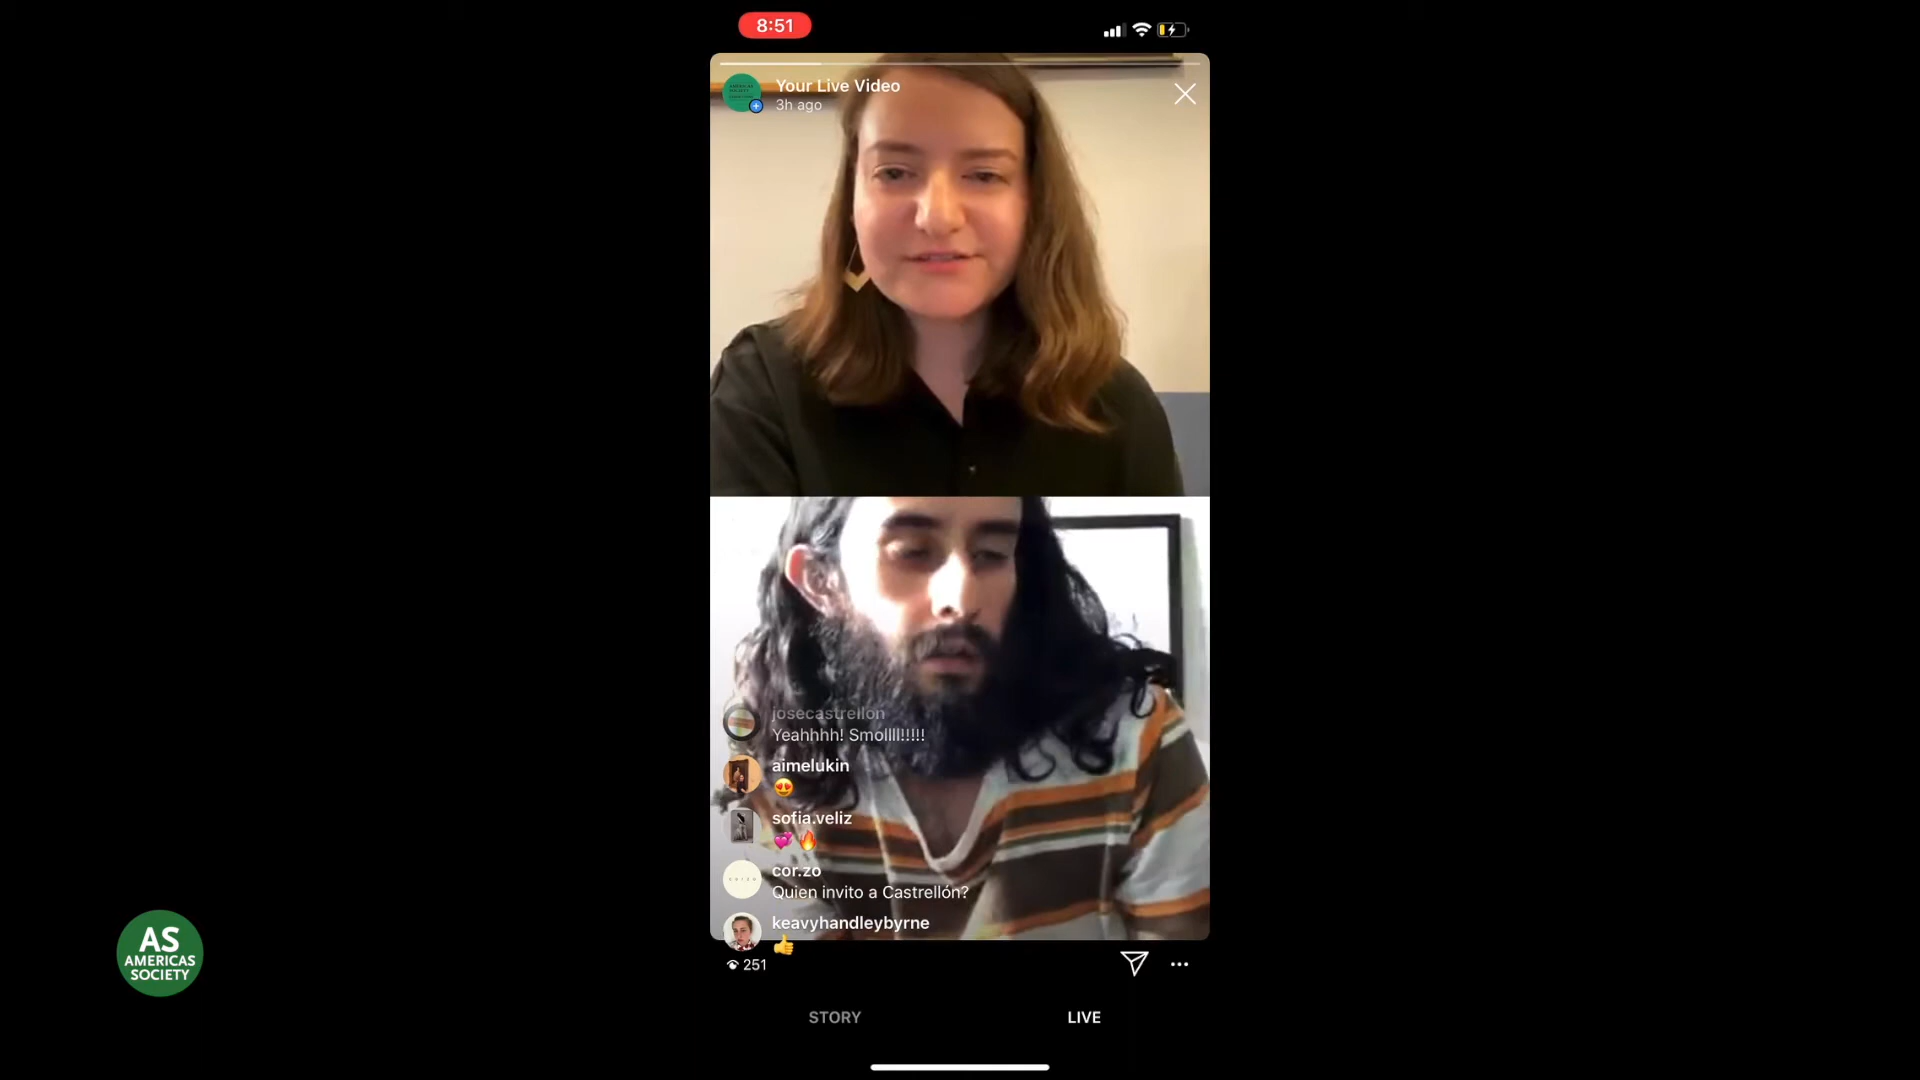 8:51
Your Live Video
3h ago
josecastrellon
Yeahhhh! Smollll!!!!!
aimelukin
😍
sofia.veliz
💞🔥
cor.zo
Quien invito a Castrellón?
keavyhandleybyrne
👍
251
STORY
LIVE
AS
AMERICAS
SOCIETY